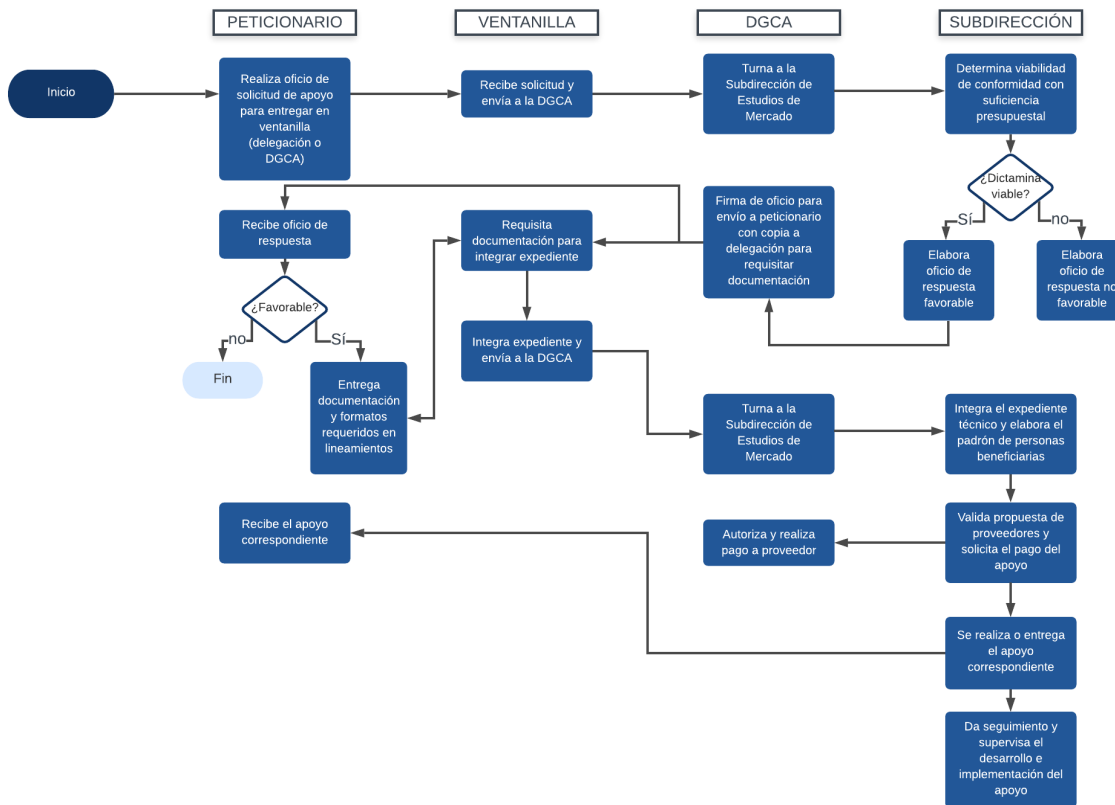 PETICIONARIO
VENTANILLA
DGCA
SUBDIRECCIÓN
Inicio
Realiza oficio de
solicitud de apoyo
para entregar en
ventanilla
(delegación o
DGCA)
Recibe solicitud y
envía a la DGCA
Turna a la
Subdirección de
Estudios de
Mercado
Determina viabilidad
de conformidad con
suficiencia
presupuestal
¿Dictamina
viable?
Sí
no
Elabora
oficio de
respuesta
favorable
Elabora
oficio de
respuesta no
favorable
Firma de oficio para
envío a peticionario
con copia a
delegación para
requisitar
documentación
Requisita
documentación para
integrar expediente
Recibe oficio de
respuesta
¿Favorable?
no
Sí
Fin
Entrega
documentación
y formatos
requeridos en
lineamientos
Integra expediente y
envía a la DGCA
Turna a la
Subdirección de
Estudios de
Mercado
Integra el expediente
técnico y elabora el
padrón de personas
beneficiarias
Valida propuesta de
proveedores y
solicita el pago del
apoyo
Autoriza y realiza
pago a proveedor
Recibe el apoyo
correspondiente
Se realiza o entrega
el apoyo
correspondiente
Da seguimiento y
supervisa el
desarrollo e
implementación del
apoyo